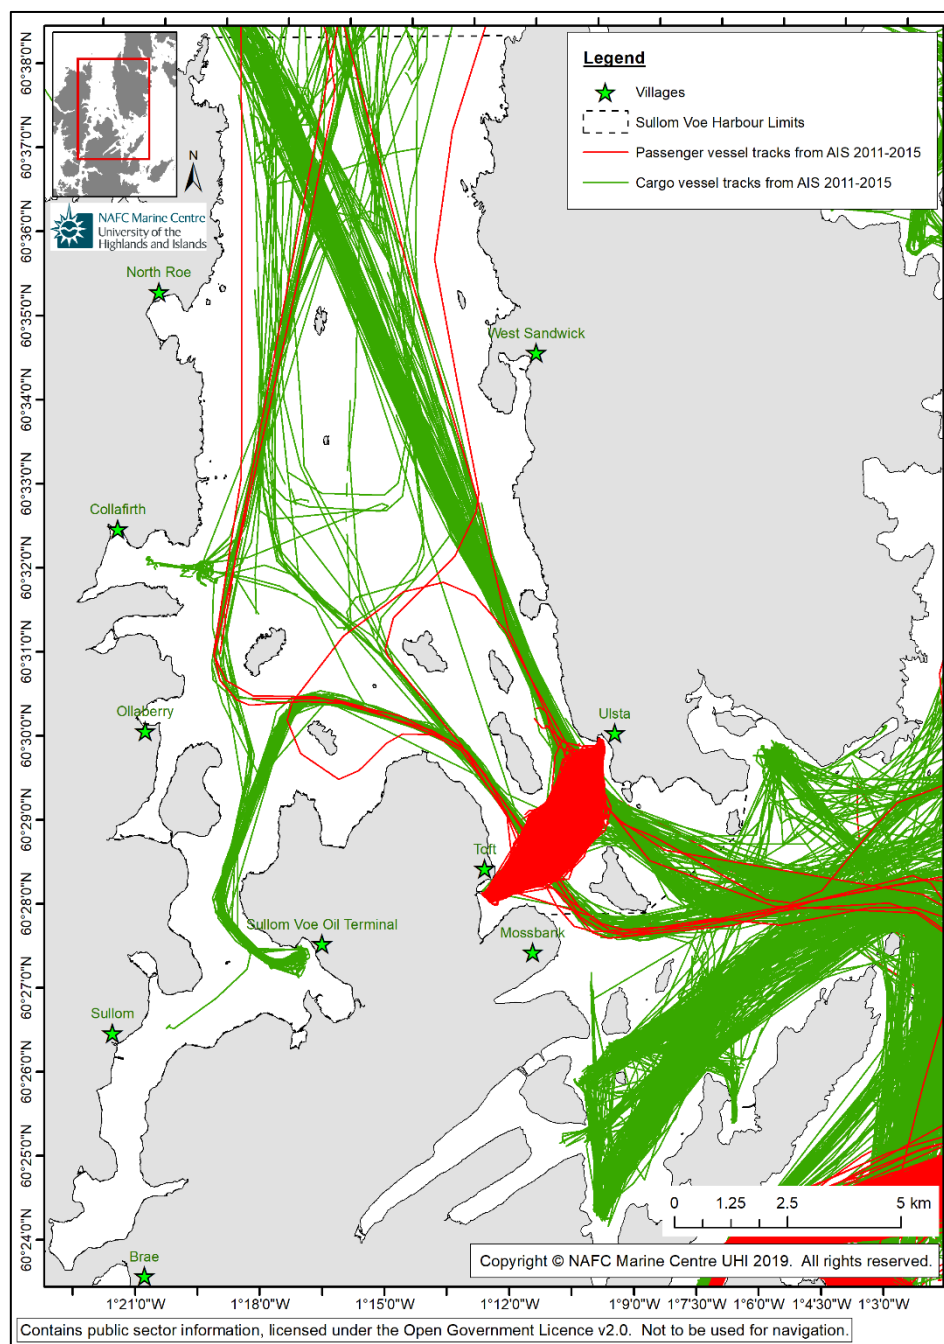 Legend
Villages
Sullom Voe Harbour Limits
Passenger vessel tracks from AIS 2011-2015
Cargo vessel tracks from AIS 2011-2015
N
NAFC Marine Centre
University of the
Highlands and Islands
North Roe
West Sandwick
Collafirth
Ollaberry
Ulsta
Toft
Sullom Voe Oil Terminal
Mossbank
Sullom
Brae
60°38'0"N
60°37'0"N
60°36'0"N
60°35'0"N
60°34'0"N
60°33'0"N
60°32'0"N
60°31'0"N
60°30'0"N
60°29'0"N
60°28'0"N
60°27'0"N
60°26'0"N
60°25'0"N
60°24'0"N
0 1.25 2.5 5 km
Copyright © NAFC Marine Centre UHI 2019. All rights reserved.
1°21'0"W 1°18'0"W 1°15'0"W 1°12'0"W 1°9'0"W 1°7'30"W 1°6'0"W 1°4'30"W 1°3'0"W
Contains public sector information, licensed under the Open Government Licence v2.0. Not to be used for navigation.